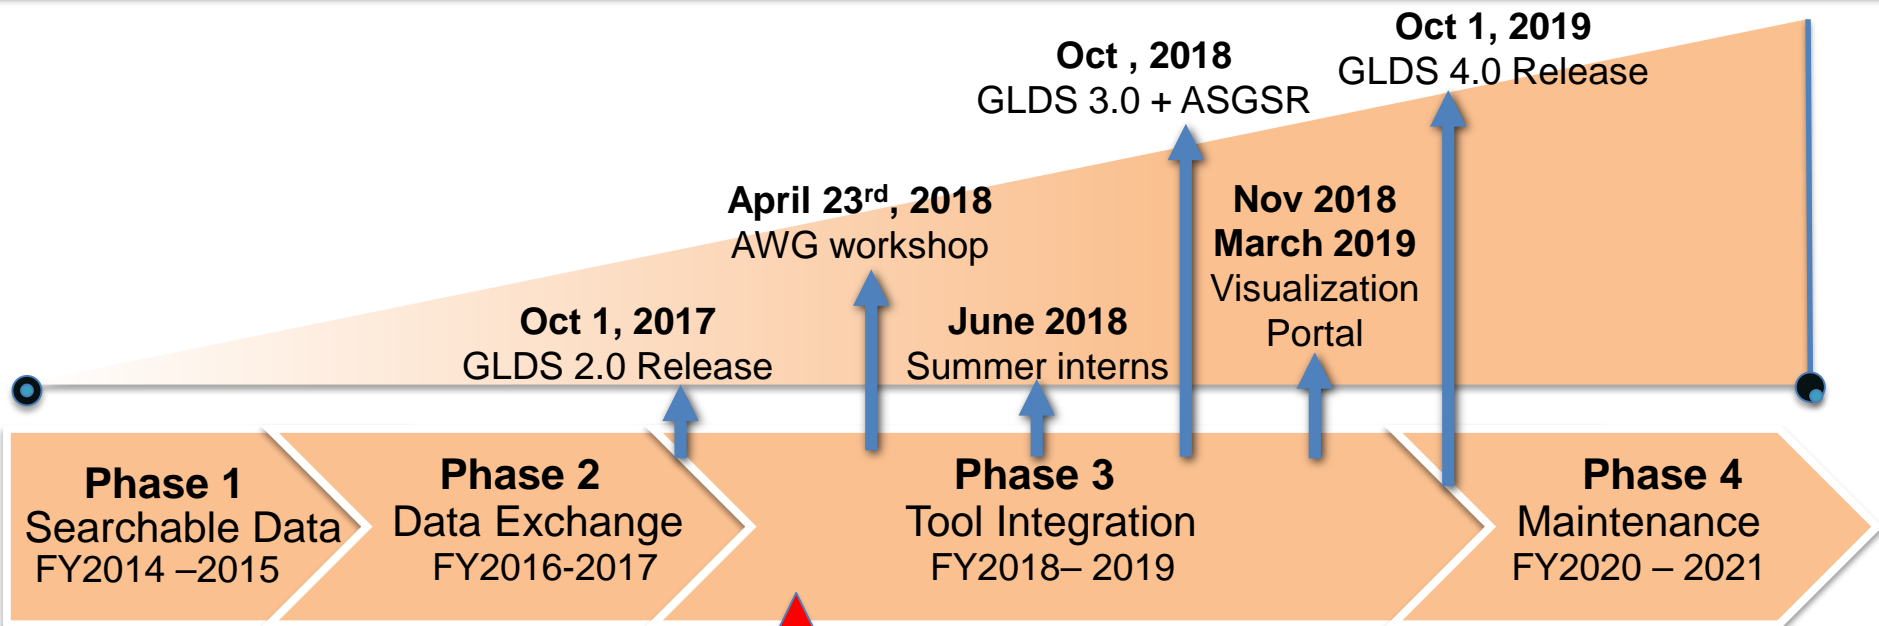 Oct 1, 2019
GLDS 4.0 Release
Oct , 2018
GLDS 3.0 + ASGSR
April 23rd, 2018
AWG workshop
Nov 2018
March 2019
Visualization
Portal
Oct 1, 2017
GLDS 2.0 Release
June 2018
Summer interns
Phase 1
Searchable Data
FY2014 –2015
Phase 2
Data Exchange
FY2016-2017
Phase 3
Tool Integration
FY2018– 2019
Phase 4
Maintenance
FY2020 – 2021